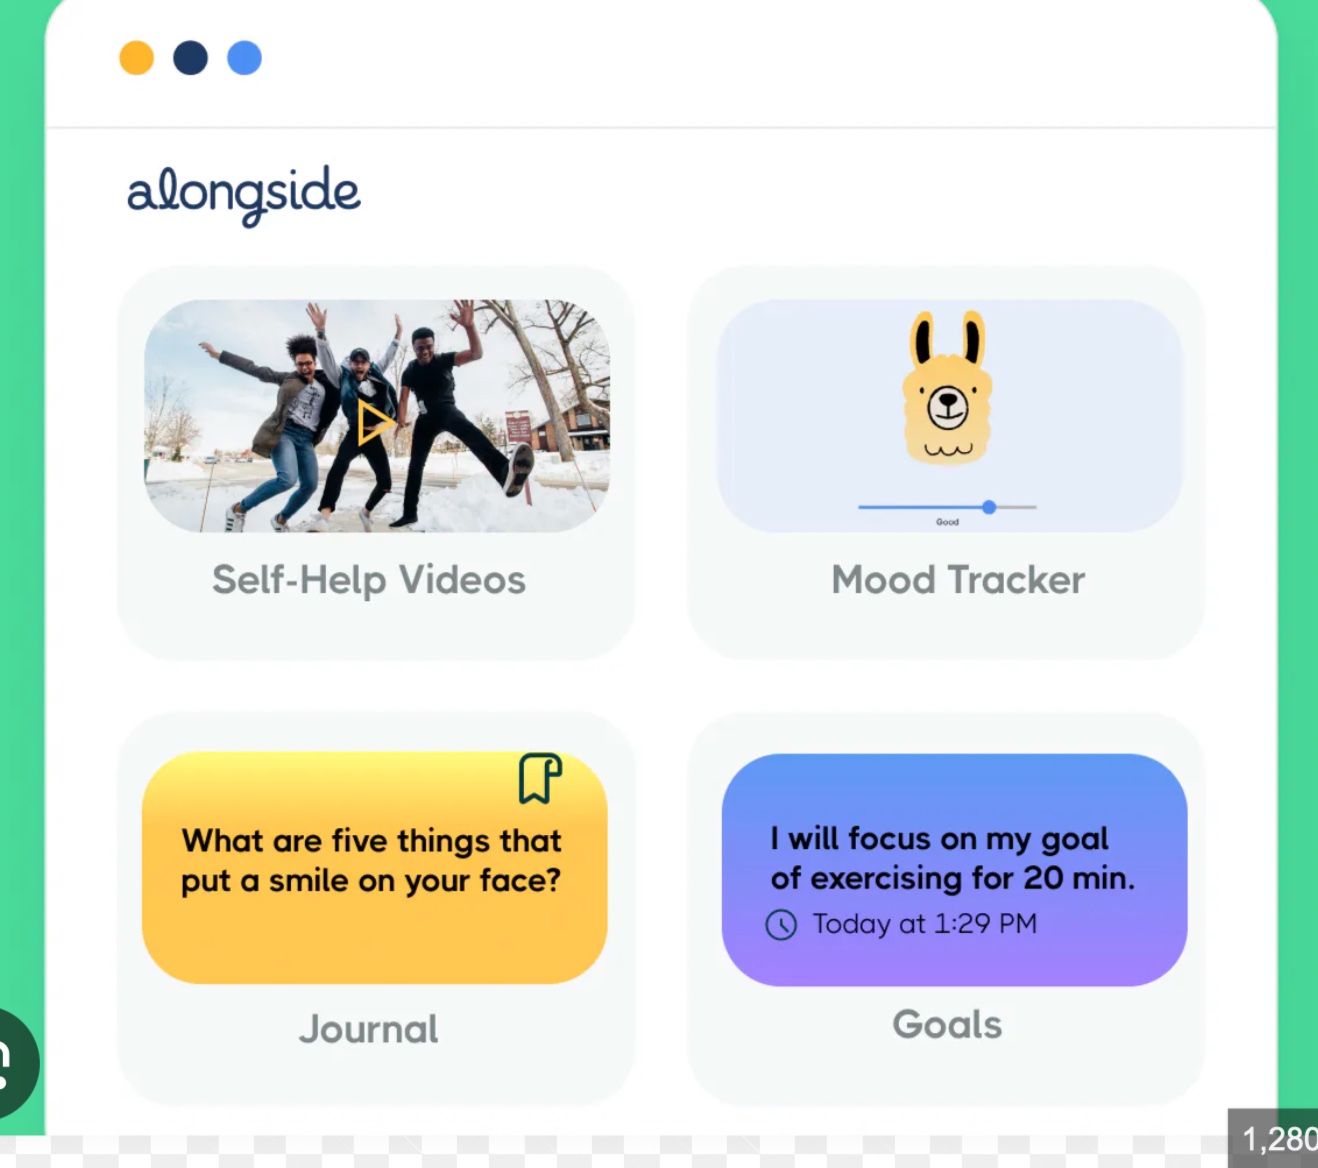 alongside
Self-Help Videos
Good
Mood Tracker
What are five things that
put a smile on your face?
Journal
I will focus on my goal
of exercising for 20 min.
Today at 1:29 PM
Goals
1,280